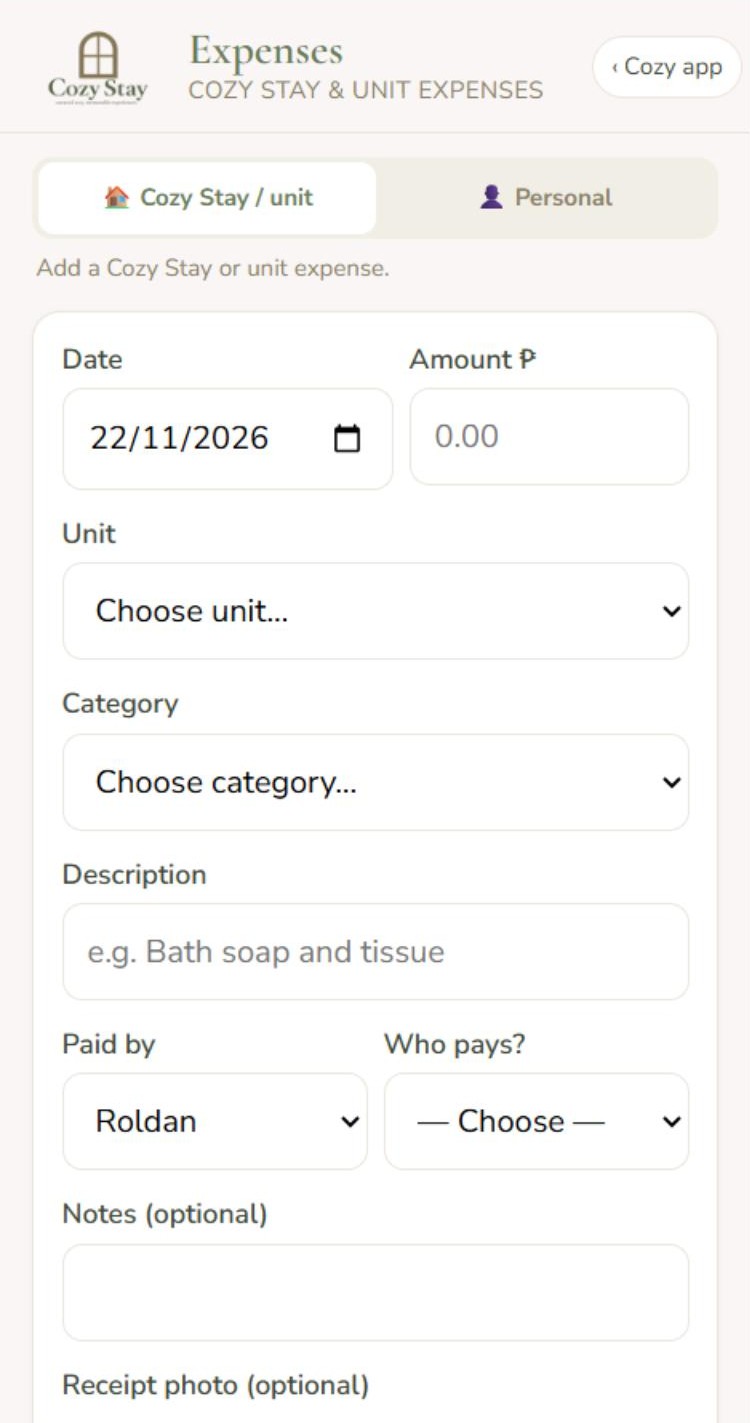 Cozy Stay
Expenses
COZY STAY & UNIT EXPENSES
‹ Cozy app
Cozy Stay / unit
Personal
Add a Cozy Stay or unit expense.
Date
Amount ₱
22/11/2026
0.00
Unit
Choose unit...
Category
Choose category...
Description
e.g. Bath soap and tissue
Paid by
Who pays?
Roldan
— Choose —
Notes (optional)
Receipt photo (optional)